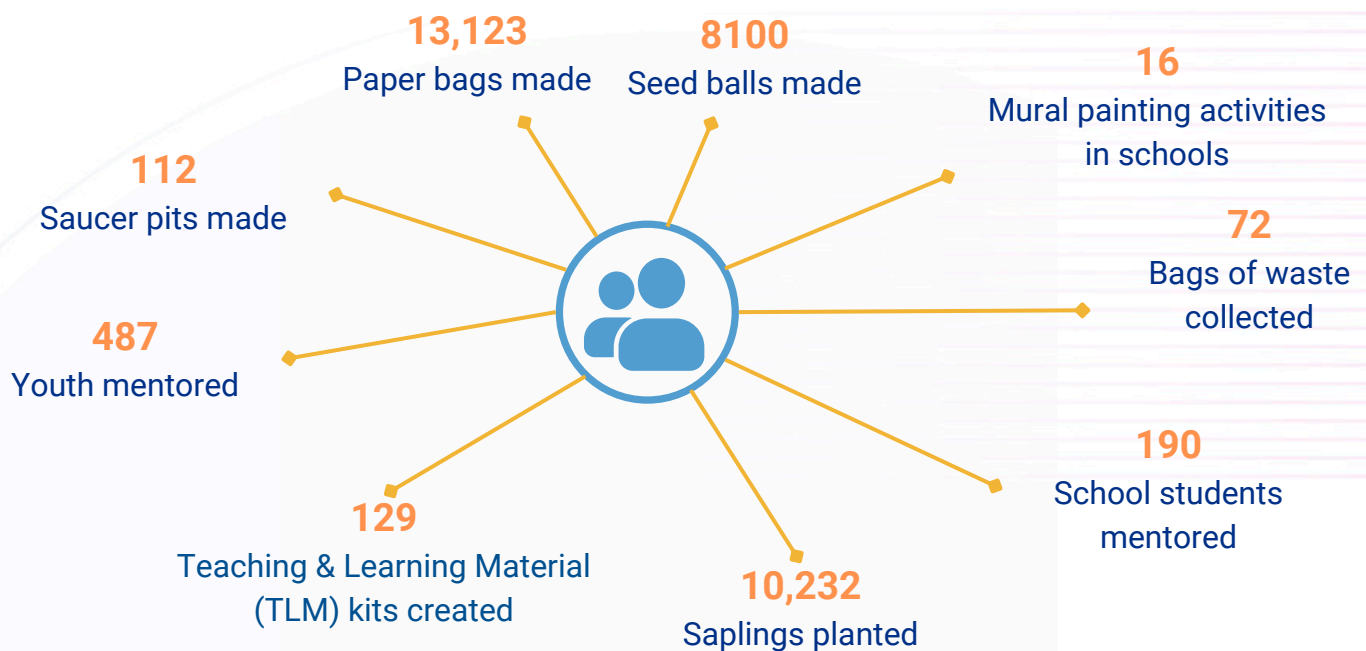 13,123
Paper bags made
8100
Seed balls made
16
Mural painting activities
in schools
112
Saucer pits made
72
Bags of waste
collected
487
Youth mentored
190
School students
mentored
129
Teaching & Learning Material
(TLM) kits created
10,232
Saplings planted